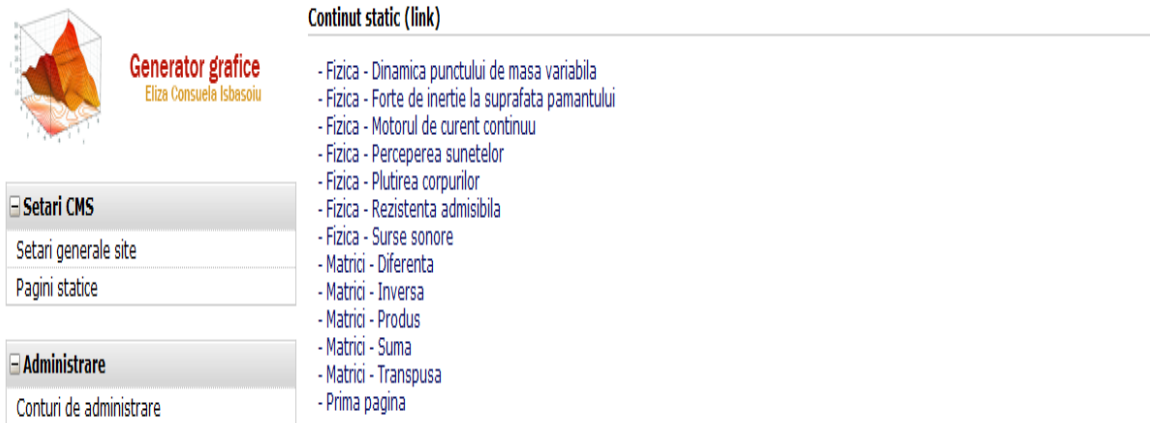 Generator grafice
Eliza Consuela Isbasoiu
Setari CMS
Setari generale site
Pagini statice
Administrare
Conturi de administrare
Continut static (link)
- Fizica - Dinamica punctului de masa variabila
- Fizica - Forte de inertie la suprafata pamantului
- Fizica - Motorul de curent continuu
- Fizica - Perceperea sunetelor
- Fizica - Plutirea corpurilor
- Fizica - Rezistenta admisibila
- Fizica - Surse sonore
- Matrici - Diferenta
- Matrici - Inversa
- Matrici - Produs
- Matrici - Suma
- Matrici - Transpusa
- Prima pagina